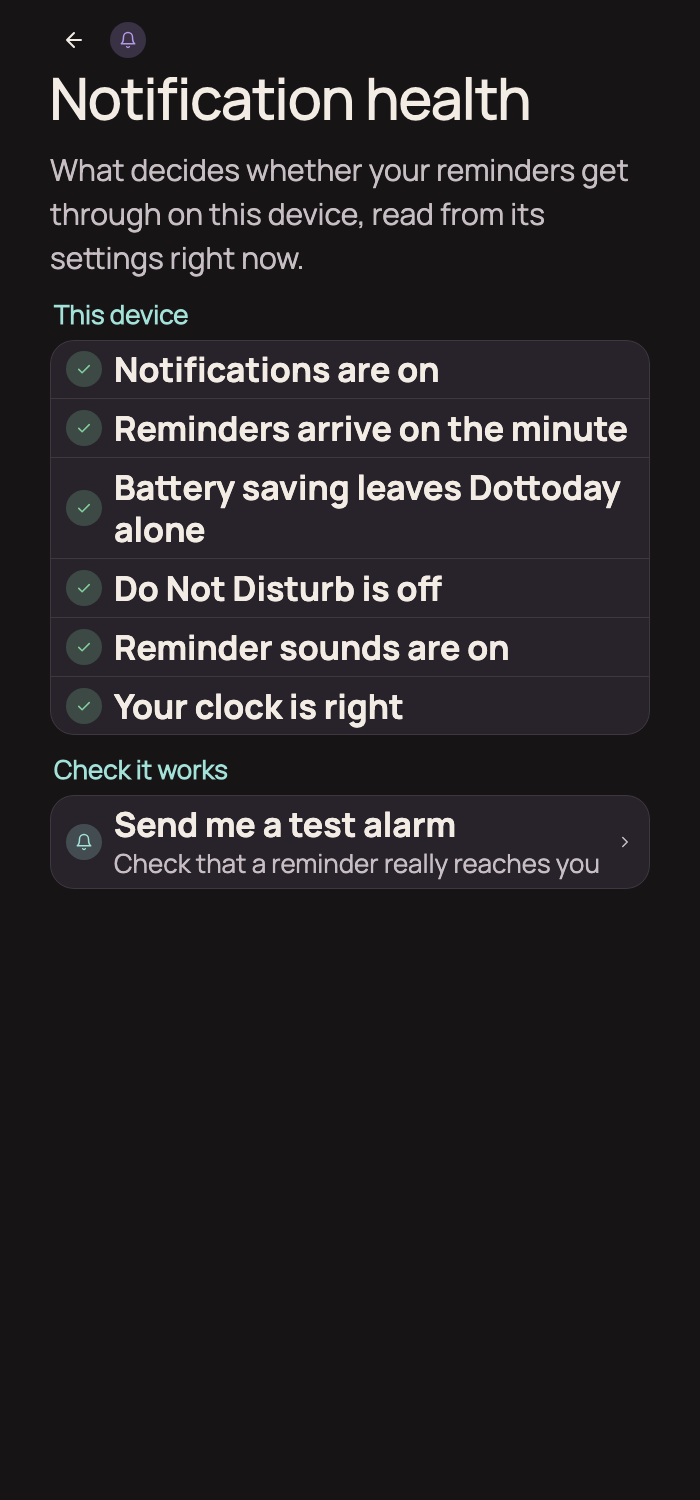 Notification health
What decides whether your reminders get
through on this device, read from its
settings right now.
This device
Notifications are on
Reminders arrive on the minute
Battery saving leaves Dottoday
alone
Do Not Disturb is off
Reminder sounds are on
Your clock is right
Check it works
Send me a test alarm
Check that a reminder really reaches you